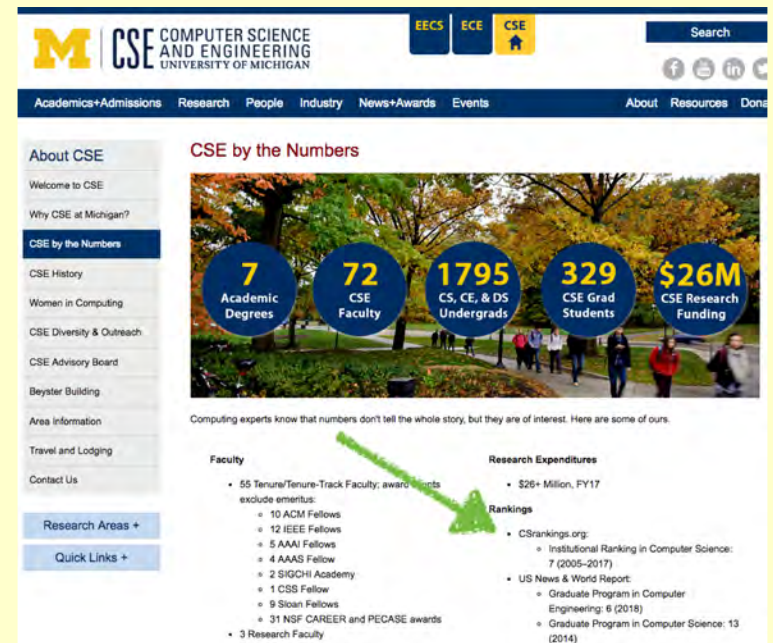 M CSE COMPUTER SCIENCE
AND ENGINEERING
UNIVERSITY OF MICHIGAN
EECS ECE CSE
Search
Academics+Admissions Research People Industry News+Awards Events About Resources Dona
About CSE
Welcome to CSE
Why CSE at Michigan?
CSE by the Numbers
CSE History
Women in Computing
CSE Diversity & Outreach
CSE Advisory Board
Beyster Building
Area Information
Travel and Lodging
Contact Us
Research Areas +
Quick Links +
CSE by the Numbers
7
Academic
Degrees
72
CSE
Faculty
1795
CS, CE, & DS
Undergrads
329
CSE Grad
Students
$26M
CSE Research
Funding
Computing experts know that numbers don't tell the whole story, but they are of interest. Here are some of ours.
Faculty
• 55 Tenure/Tenure-Track Faculty; award
exclude emeritus:
10 ACM Fellows
12 IEEE Fellows
5 AAAI Fellows
4 AAAS Fellow
2 SIGCHI Academy
1 CSS Fellow
9 Sloan Fellows
31 NSF CAREER and PECASE awards
• 3 Research Faculty
Research Expenditures
• $26+ Million, FY17
Rankings
• CSrankings.org:
Institutional Ranking in Computer Science:
7 (2005–2017)
• US News & World Report:
Graduate Program in Computer
Engineering: 6 (2018)
Graduate Program in Computer Science: 13
(2014)